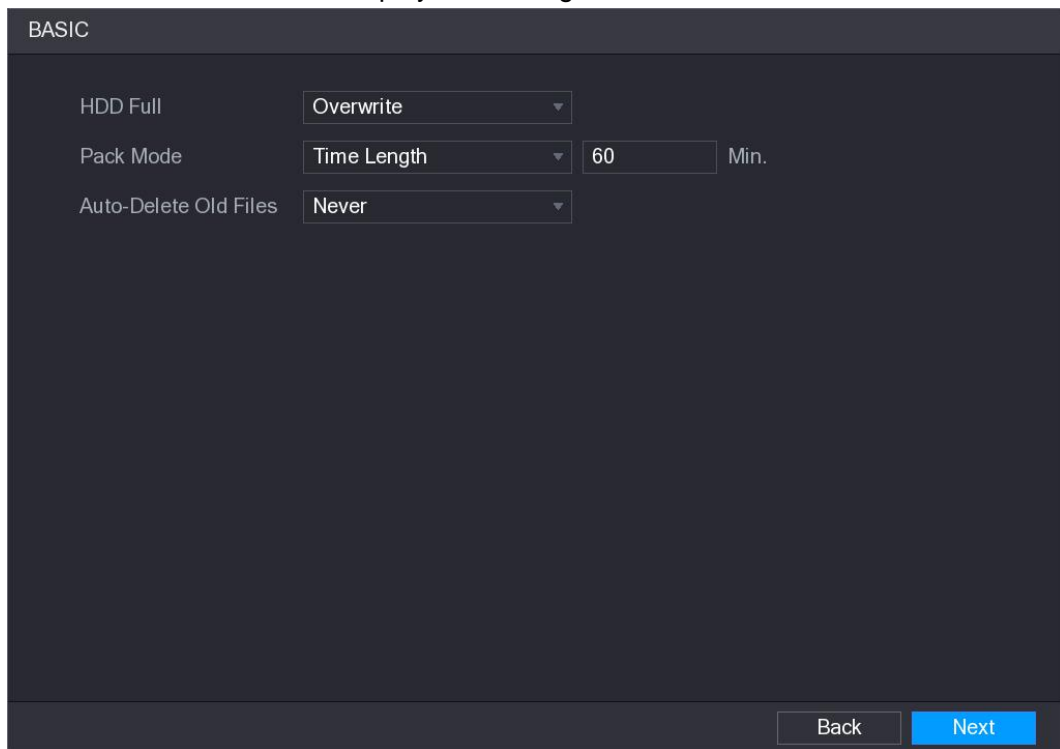 BASIC
HDD Full Overwrite
Pack Mode Time Length 60 Min.
Auto-Delete Old Files Never
Back Next